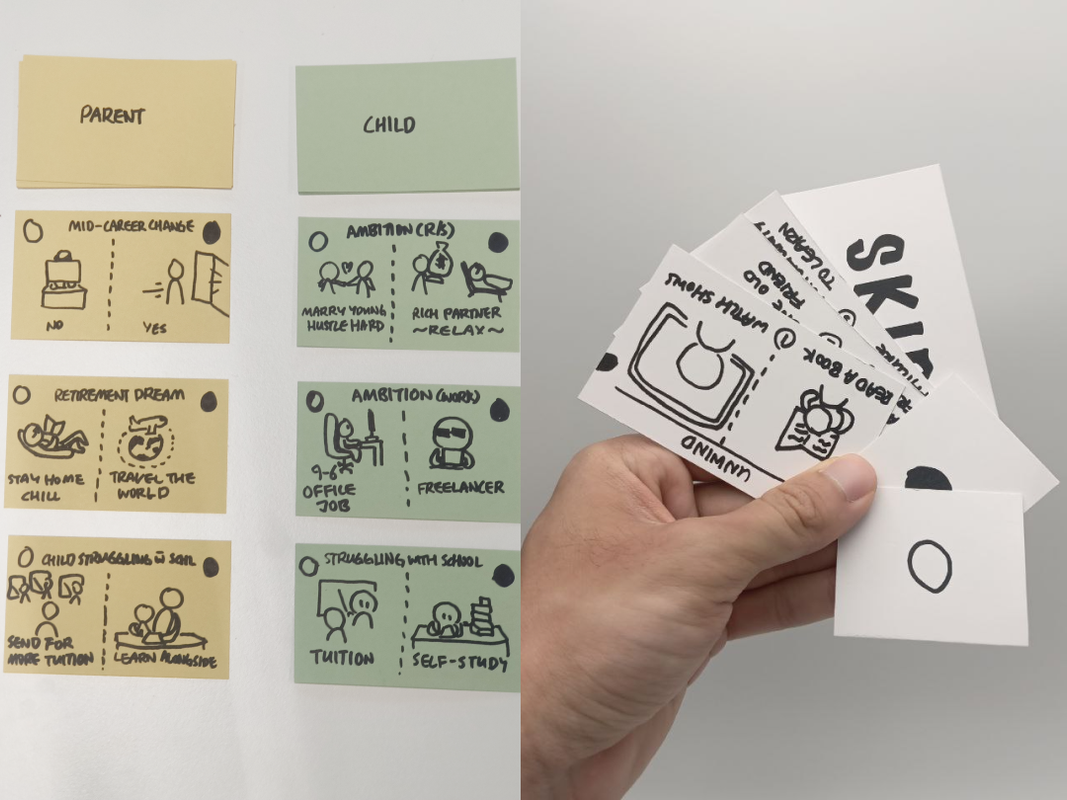 PARENT
MID-CAREER CHANGE
NO
YES
RETIREMENT DREAM
STAY HOME
CHILL
TRAVEL THE
WORLD
CHILD STRUGGLING
SEND FOR
MORE TUITION
LEARN ALONGSIDE
CHILD
AMBITION (R/S)
MARRY YOUNG
HUSTLE HARD
RICH PARTNER
~RELAX~
AMBITION (WORK)
9-6
OFFICE
JOB
FREELANCER
STRUGGLING WITH SCHOOL
TUITION
SELF-STUDY
TO LEARN
OLD
FRIEND
WATCH SHOWS
1
READ A BOOK
UNWIND